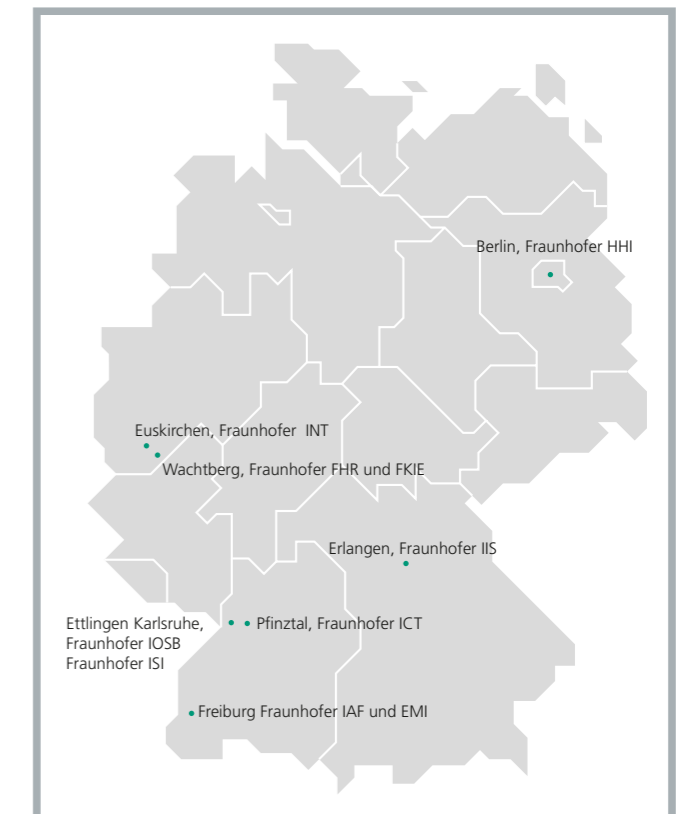 Berlin, Fraunhofer HHI
Euskirchen, Fraunhofer INT
Wachtberg, Fraunhofer FHR und FKIE
Erlangen, Fraunhofer IIS
Ettlingen Karlsruhe,
Fraunhofer IOSB
Fraunhofer ISI
Pfinztal, Fraunhofer ICT
Freiburg Fraunhofer IAF und EMI